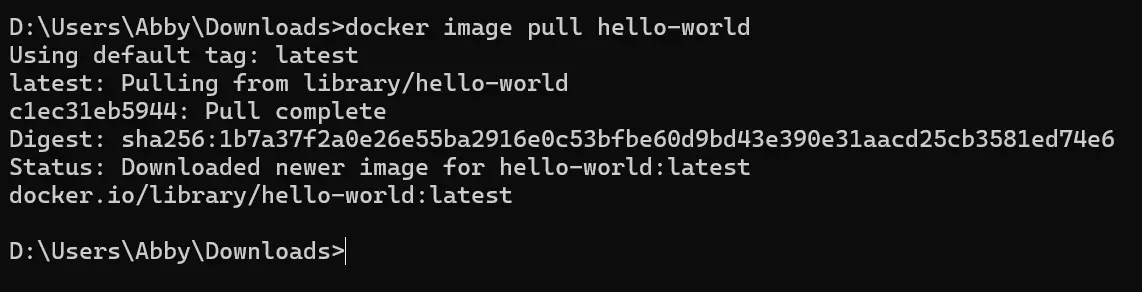 D:\Users\Abby\Downloads>docker image pull hello-world
Using default tag: latest
latest: Pulling from library/hello-world
c1ec31eb5944: Pull complete
Digest: sha256:1b7a37f2a0e26e55ba2916e0c53bfbe60d9bd43e390e31aacd25cb3581ed74e6
Status: Downloaded newer image for hello-world:latest
docker.io/library/hello-world:latest
D:\Users\Abby\Downloads>